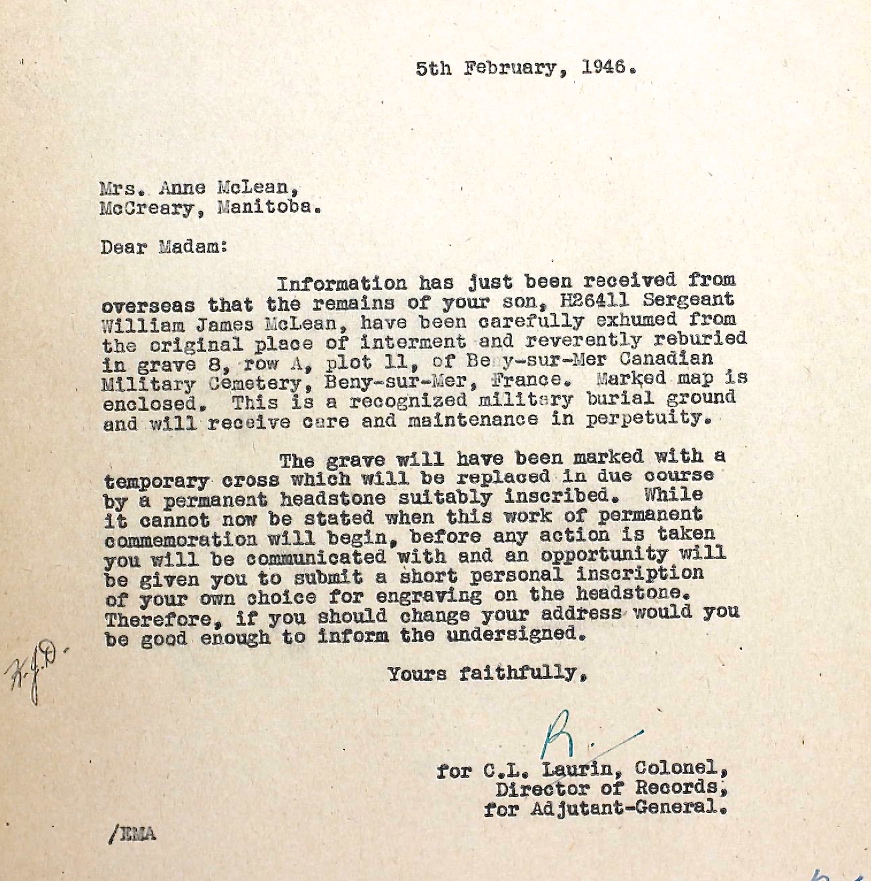 5th February, 1946.
Mrs. Anne McLean,
McCreary, Manitoba.
Dear Madam:
Information has just been received from
overseas that the remains of your son, H26411 Sergeant
William James McLean, have been carefully exhumed from
the original place of interment and reverently reburied
in grave 8, row A, plot 11, of Beny-sur-Mer Canadian
Military Cemetery, Beny-sur-Mer, France. Marked map is
enclosed. This is a recognized military burial ground
and will receive care and maintenance in perpetuity.
The grave will have been marked with a
temporary cross which will be replaced in due course
by a permanent headstone suitably inscribed. While
it cannot now be stated when this work of permanent
commemoration will begin, before any action is taken
you will be communicated with and an opportunity will
be given you to submit a short personal inscription
of your own choice for engraving on the headstone.
Therefore, if you should change your address would you
be good enough to inform the undersigned.
Yours faithfully,
for C.L. Laurin, Colonel,
Director of Records,
for Adjutant-General.
/EMA